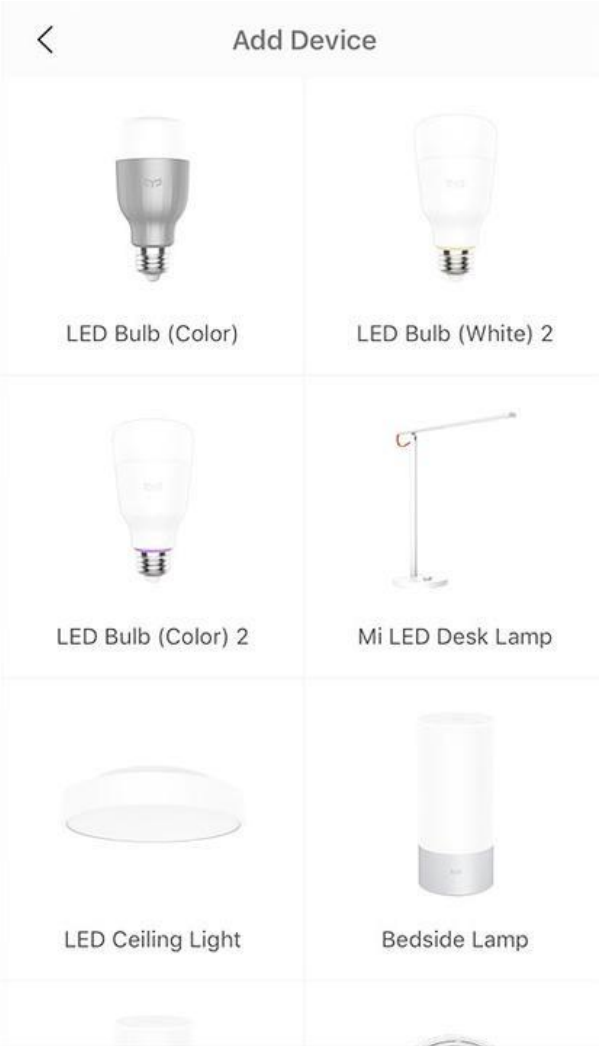 Add Device
LED Bulb (Color)
LED Bulb (White) 2
LED Bulb (Color) 2
Mi LED Desk Lamp
LED Ceiling Light
Bedside Lamp